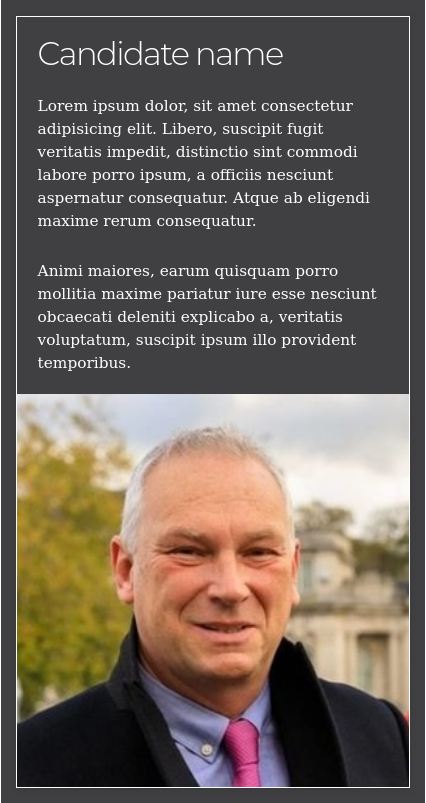 Candidate name
Lorem ipsum dolor, sit amet consectetur
adipisicing elit. Libero, suscipit fugit
veritatis impedit, distinctio sint commodi
labore porro ipsum, a officiis nesciunt
aspernatur consequatur. Atque ab eligendi
maxime rerum consequatur.
Animi maiores, earum quisquam porro
mollitia maxime pariatur iure esse nesciunt
obcaecati deleniti explicabo a, veritatis
voluptatum, suscipit ipsum illo provident
temporibus.